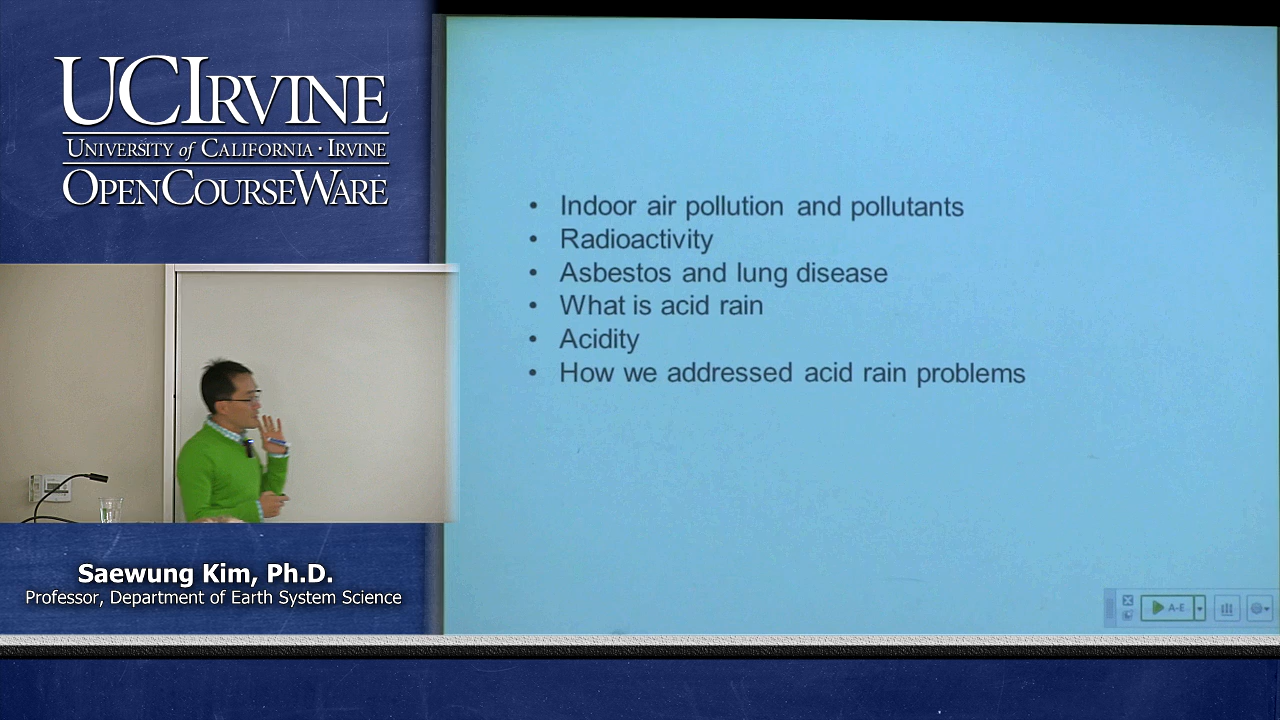 UCIRVINE
UNIVERSITY of CALIFORNIA · IRVINE
OPENCOURSEWARE
• Indoor air pollution and pollutants
• Radioactivity
• Asbestos and lung disease
• What is acid rain
• Acidity
• How we addressed acid rain problems
Saewung Kim, Ph.D.
Professor, Department of Earth System Science
A-E